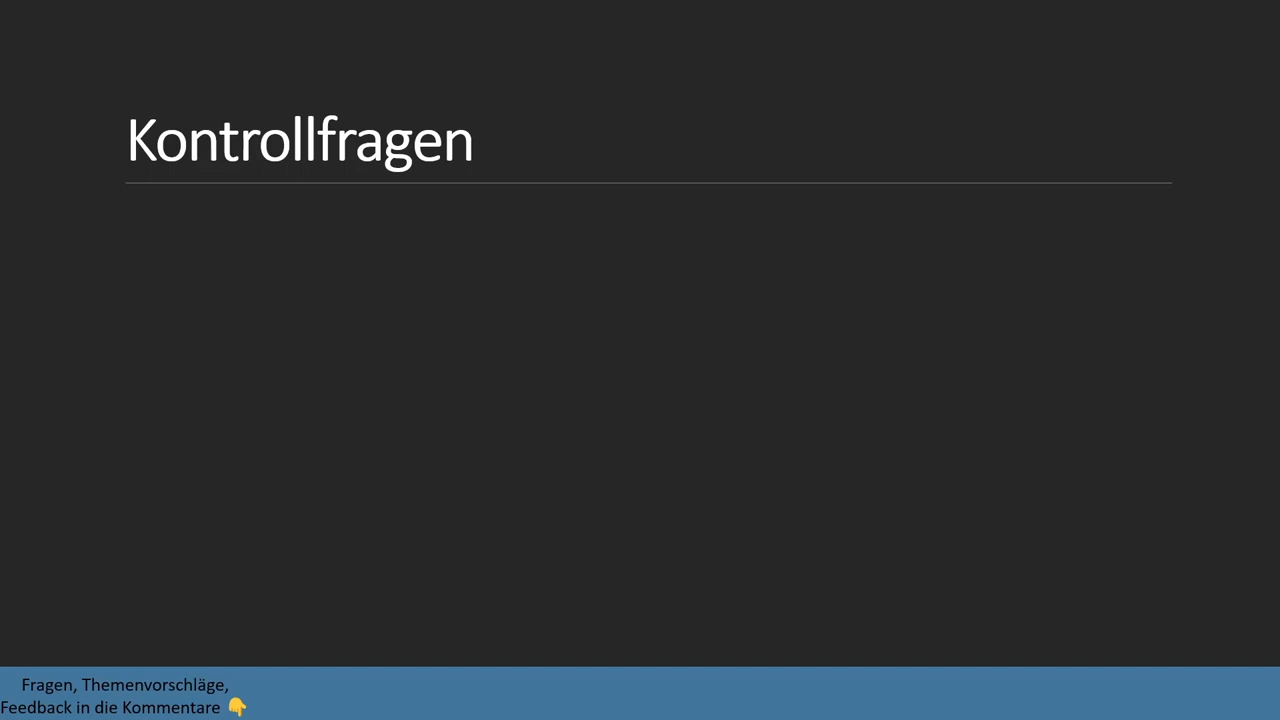 Kontrollfragen
Fragen, Themenvorschläge,
Feedback in die Kommentare 👇